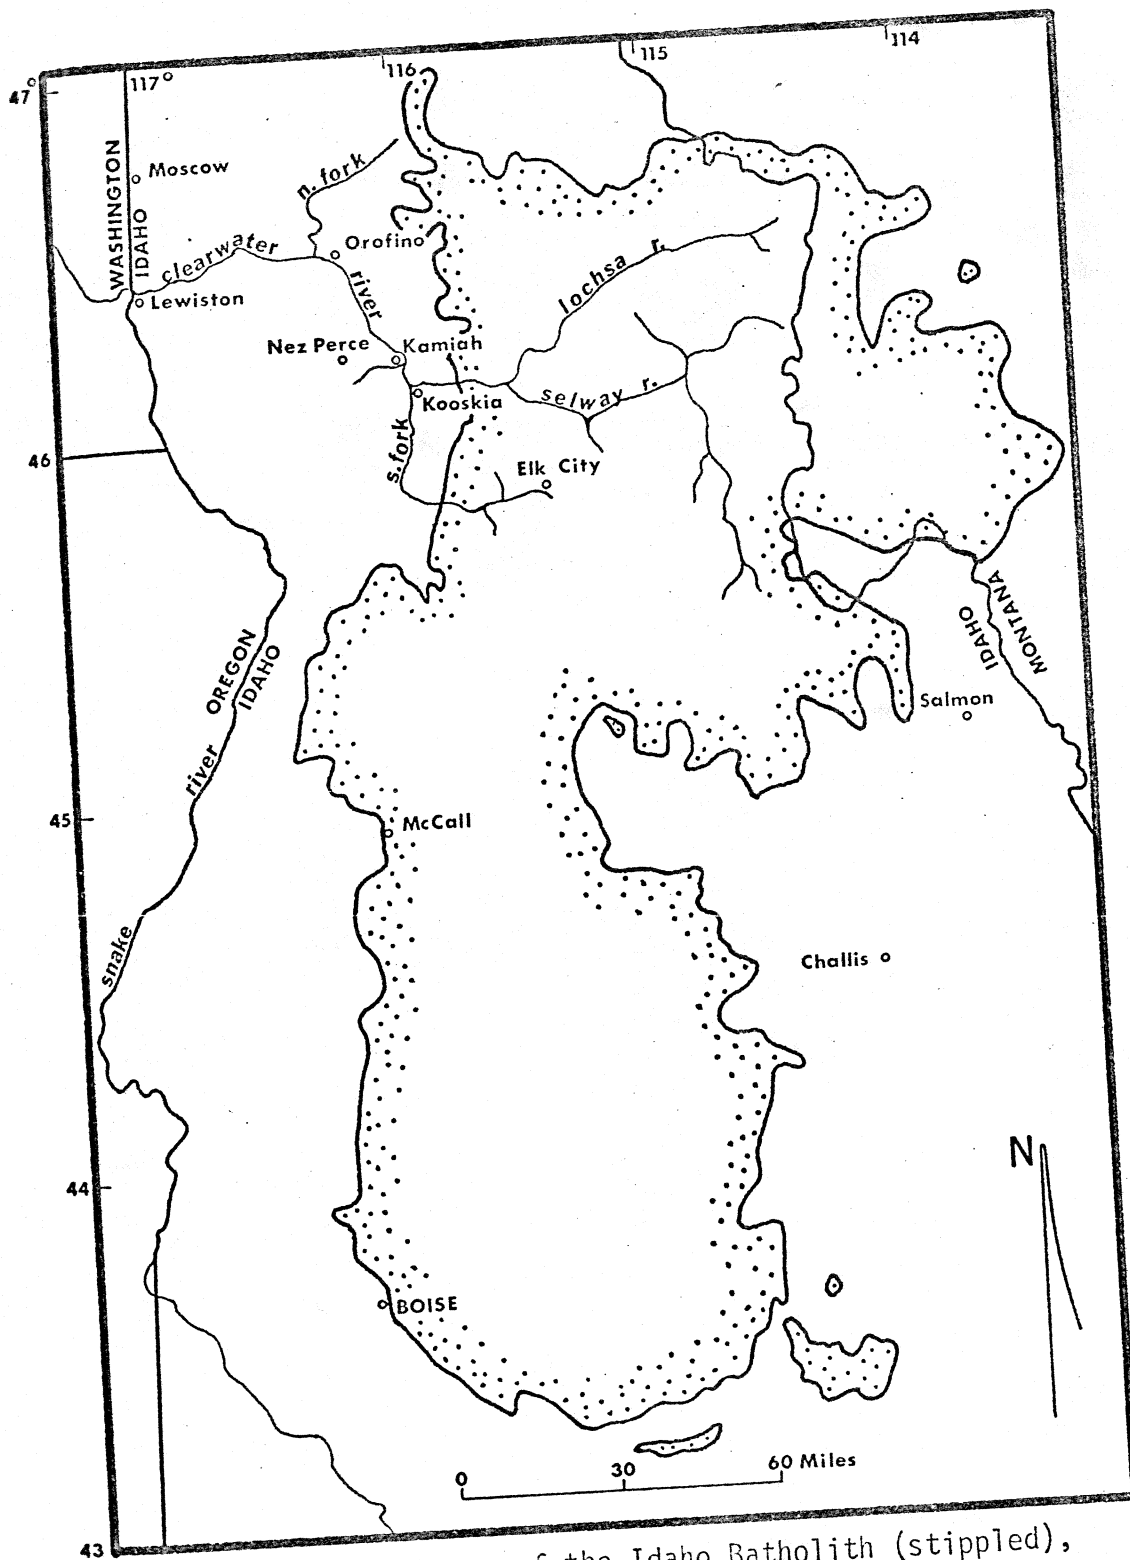 114
115
116
117°
47°
WASHINGTON
IDAHO
Moscow
n. fork
Orofino
clearwater
river
Lewiston
lochsa r.
Nez Perce
Kamiah
selway r.
Kooskia
s. fork
46
Elk City
OREGON
IDAHO
IDAHO
MONTANA
Salmon
river
45
McCall
snake
Challis
N
44
BOISE
0 30 60 Miles
43
the Idaho Batholith (stippled),